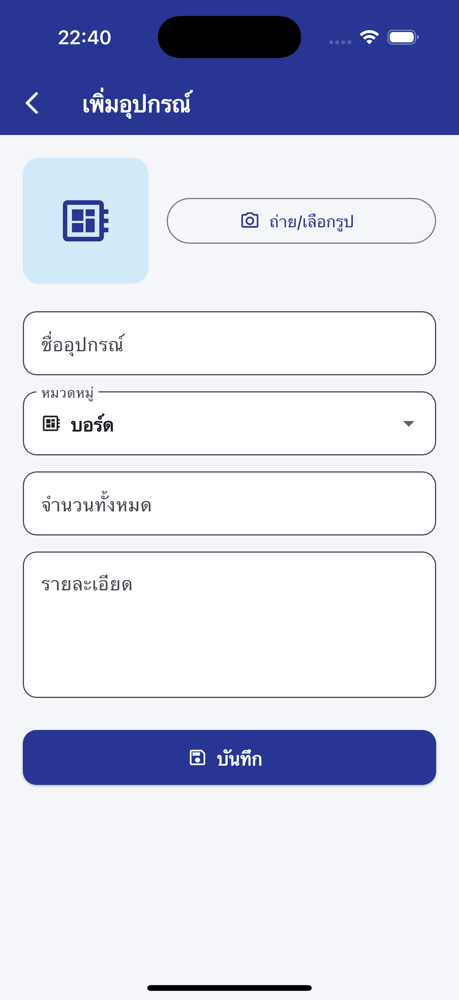 22:40
เพิ่มอุปกรณ์
ถ่าย/เลือกรูป
ชื่ออุปกรณ์
หมวดหมู่
บอร์ด
จำนวนทั้งหมด
รายละเอียด
บันทึก